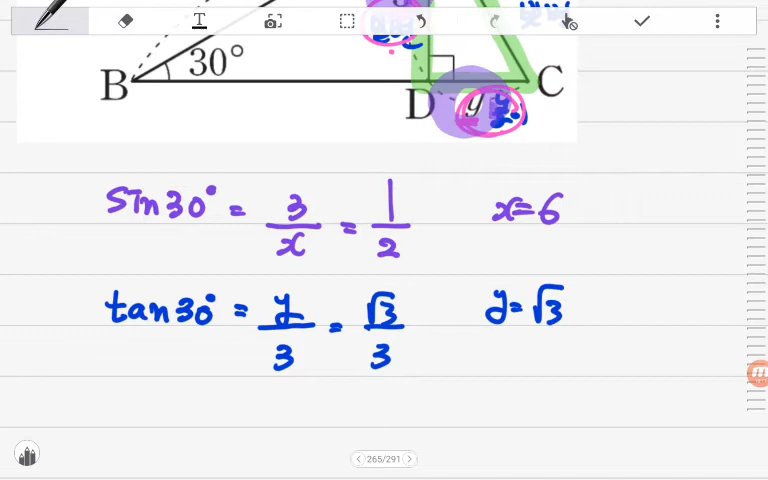 B 30° D y C
sin30° = 3/x = 1/2 x=6
tan30° = y/3 = √3/3 y=√3
265/291